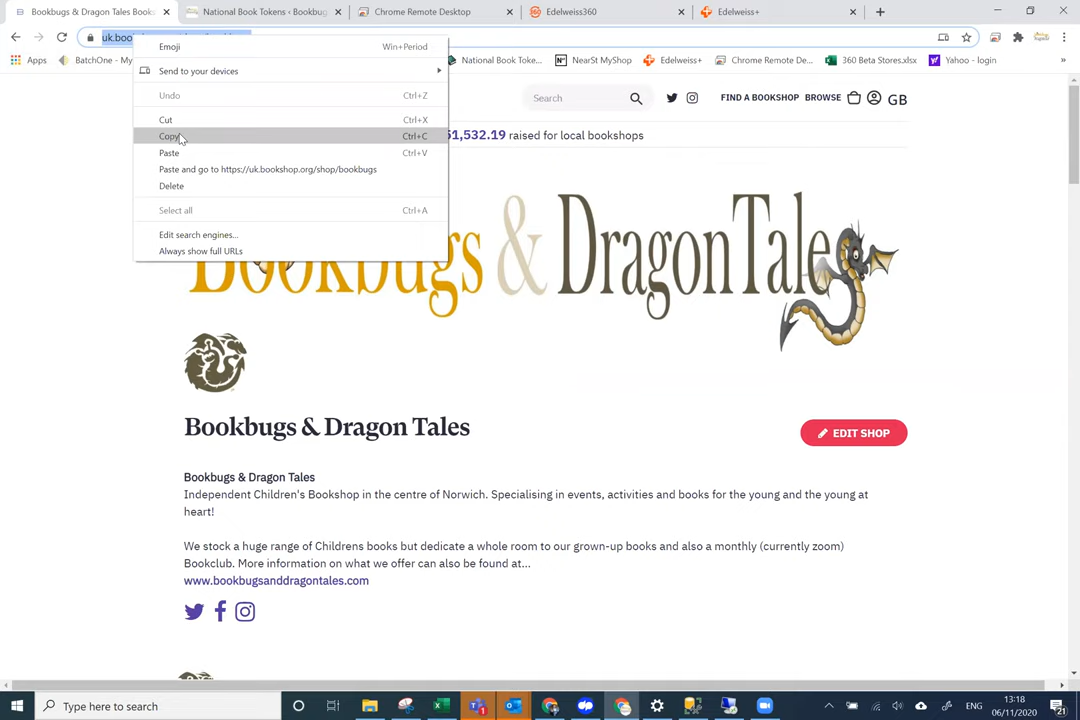 Bookbugs & Dragon Tales Books
National Book Tokens ‹ Bookbug
Chrome Remote Desktop
Edelweiss360
Edelweiss+
uk.boo
Apps
BatchOne - My
National Book Toke...
NearSt MyShop
Edelweiss+
Chrome Remote De...
360 Beta Stores.xlsx
Yahoo - login
»
Emoji
Win+Period
Send to your devices
Undo
Ctrl+Z
Cut
Ctrl+X
Copy
Ctrl+C
Paste
Ctrl+V
Paste and go to https://uk.bookshop.org/shop/bookbugs
Delete
Select all
Ctrl+A
Edit search engines...
Always show full URLs
Search
FIND A BOOKSHOP
BROWSE
GB
51,532.19 raised for local bookshops
Bookbugs & DragonTale
Bookbugs & Dragon Tales
EDIT SHOP
Bookbugs & Dragon Tales
Independent Children's Bookshop in the centre of Norwich. Specialising in events, activities and books for the young and the young at
heart!
We stock a huge range of Childrens books but dedicate a whole room to our grown-up books and also a monthly (currently zoom)
Bookclub. More information on what we offer can also be found at...
www.bookbugsanddragontales.com
Type here to search
ENG
13:18
06/11/2020
21